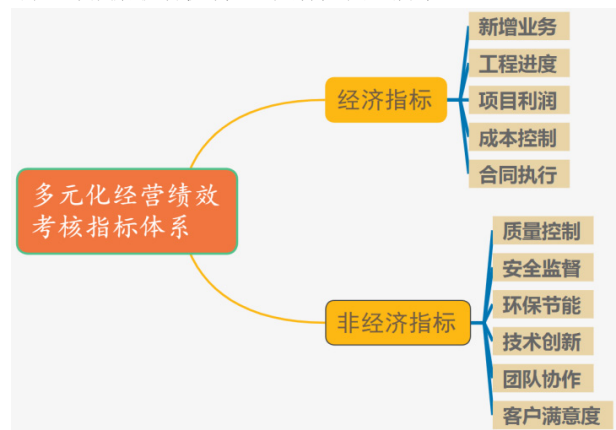 多元化经营绩效
考核指标体系
经济指标
新增业务
工程进度
项目利润
成本控制
合同执行
非经济指标
质量控制
安全监督
环保节能
技术创新
团队协作
客户满意度